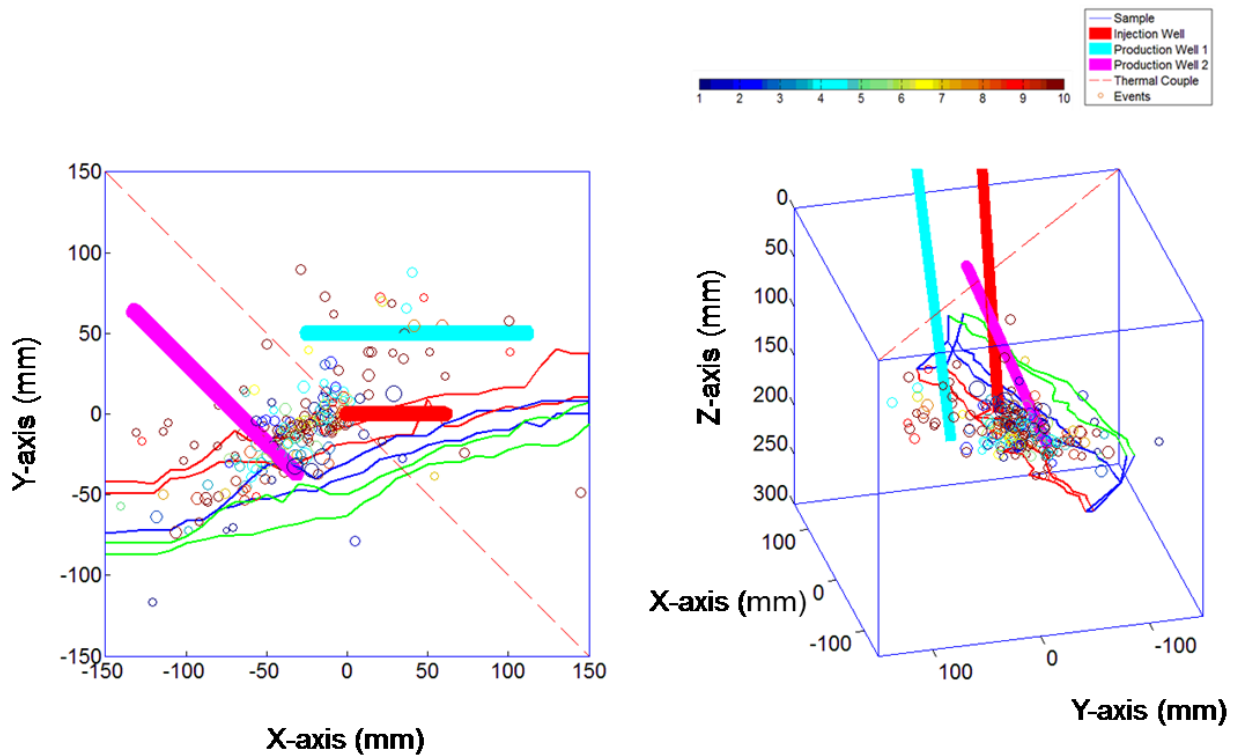 Sample
Injection Well
Production Well 1
Production Well 2
Thermal Couple
Events
1 2 3 4 5 6 7 8 9 10
150
100
50
0
-50
-100
-150
-150 -100 -50 0 50 100 150
Y-axis (mm)
X-axis (mm)
0
50
100
150
200
250
300
Z-axis (mm)
100
0
-100
X-axis (mm)
100 0 -100
Y-axis (mm)